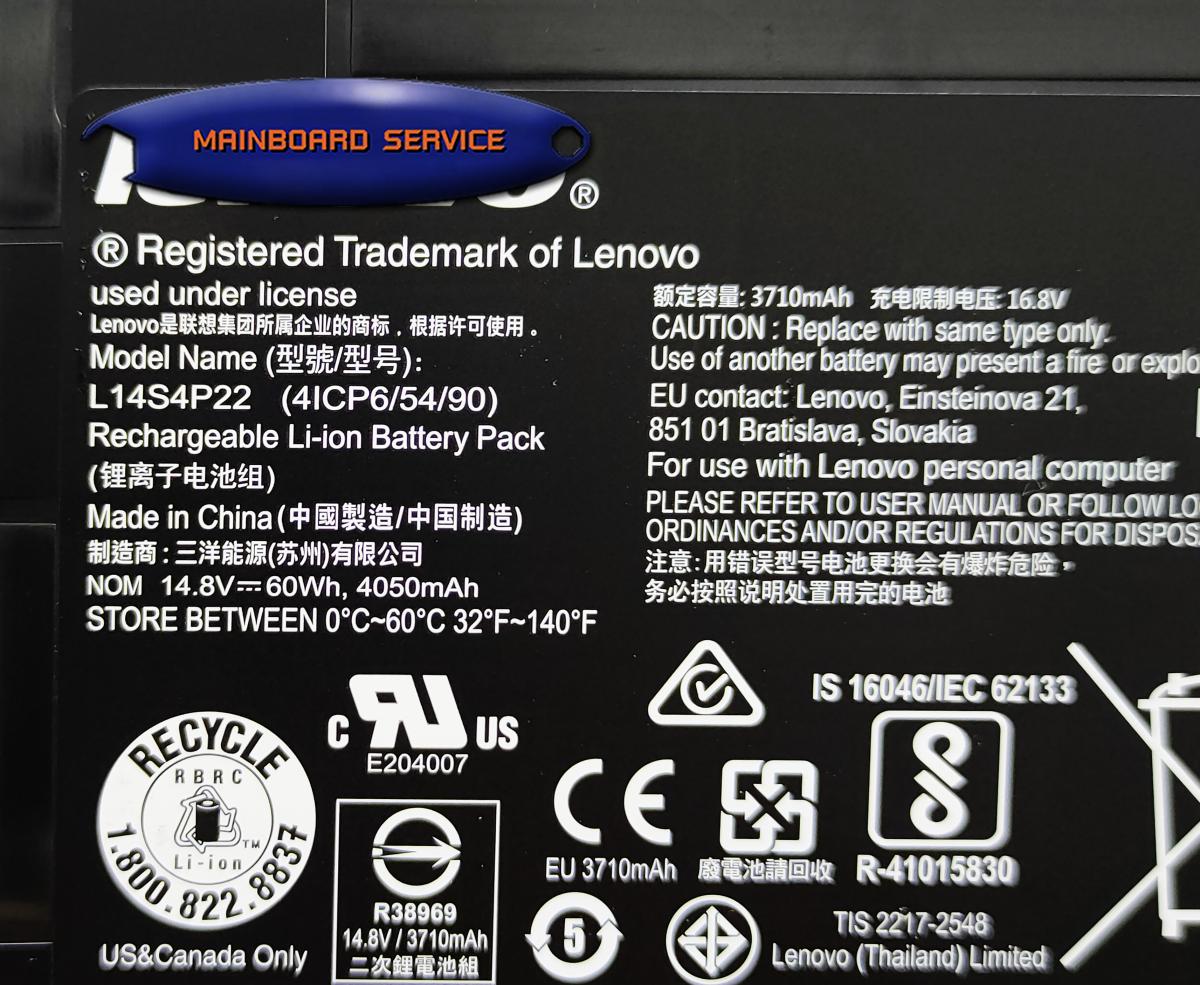 MAINBOARD SERVICE
®
® Registered Trademark of Lenovo
used under license
Lenovo是联想集团所属企业的商标，根据许可使用。
Model Name (型號/型号):
L14S4P22 (4ICP6/54/90)
Rechargeable Li-ion Battery Pack
(锂离子电池组)
Made in China (中國製造/中国制造)
制造商:三洋能源(苏州)有限公司
NOM 14.8V⎓60Wh, 4050mAh
STORE BETWEEN 0°C~60°C 32°F~140°F
额定容量: 3710mAh 充电限制电压: 16.8V
CAUTION : Replace with same type only.
Use of another battery may present a fire or explo
EU contact: Lenovo, Einsteinova 21,
851 01 Bratislava, Slovakia
For use with Lenovo personal computer
PLEASE REFER TO USER MANUAL OR FOLLOW LO
ORDINANCES AND/OR REGULATIONS FOR DISPOS
注意:用错误型号电池更换会有爆炸危险，
务必按照说明处置用完的电池
RECYCLE
RBRC
TM
Li-ion
1.800.822.8837
US&Canada Only
C RU US
E204007
R38969
14.8V / 3710mAh
二次鋰電池組
CE
EU 3710mAh
廢電池請回收
5
IS 16046/IEC 62133
R-41015830
TIS 2217-2548
Lenovo (Thailand) Limited